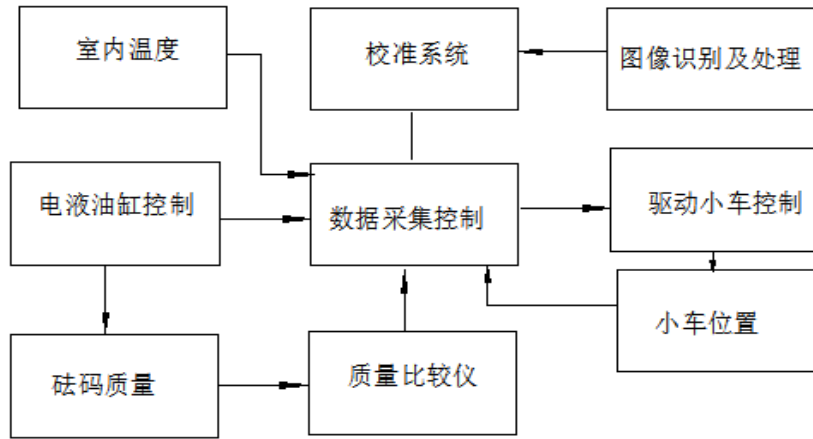 室内温度
校准系统
图像识别及处理
电液油缸控制
数据采集控制
驱动小车控制
小车位置
砝码质量
质量比较仪